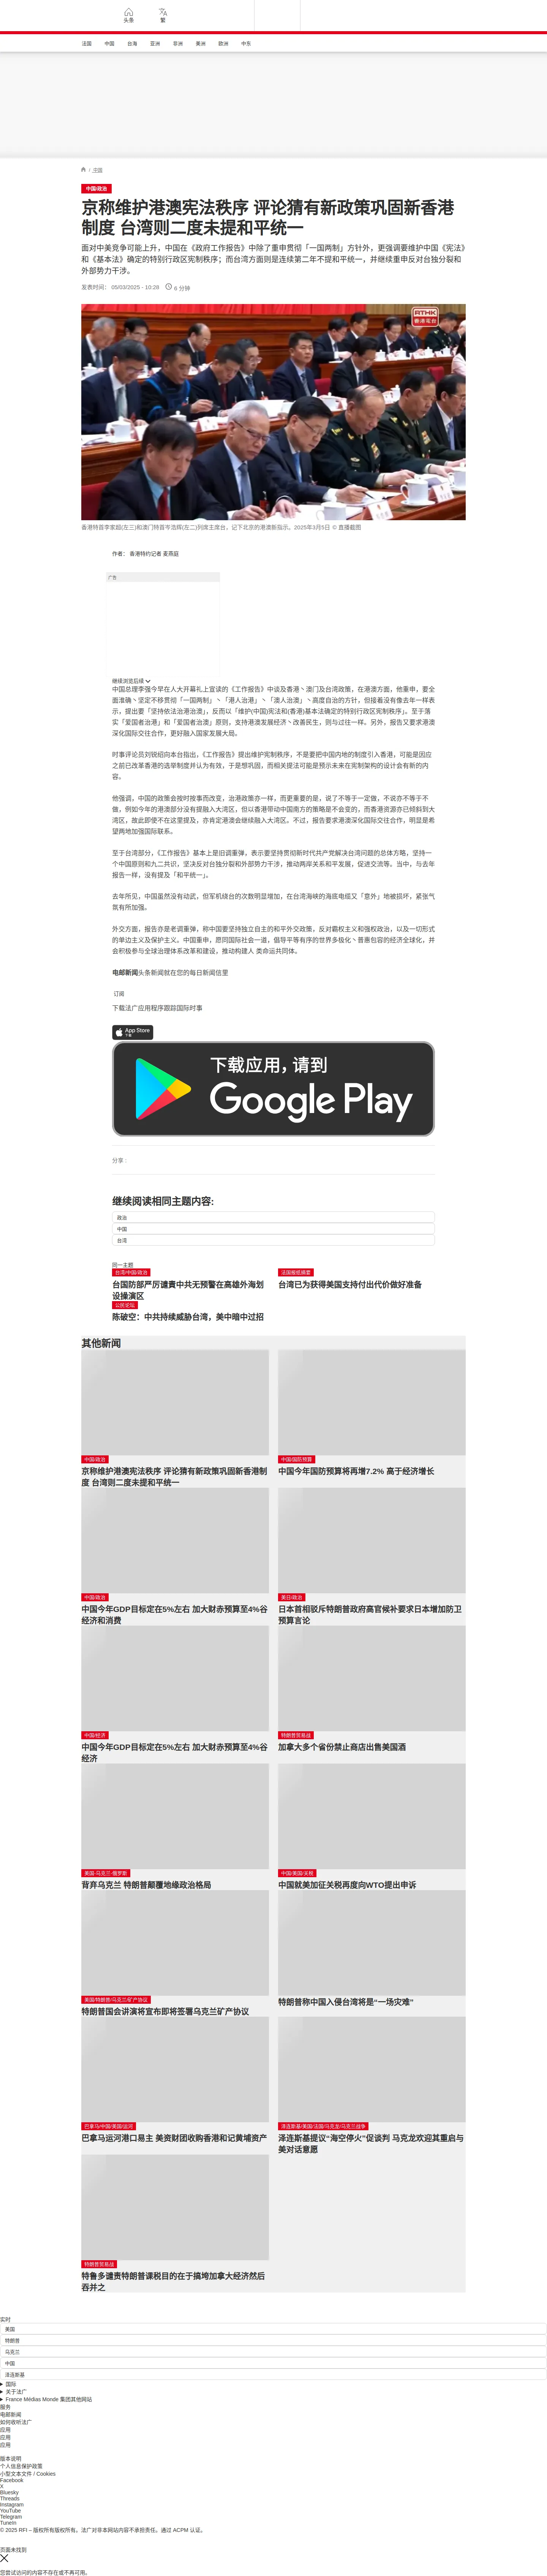 头条
繁
法国
中国
台海
亚洲
非洲
美洲
欧洲
中东
/ 中国
中国/政治
京称维护港澳宪法秩序 评论猜有新政策巩固新香港
制度 台湾则二度未提和平统一
面对中美竞争可能上升，中国在《政府工作报告》中除了重申贯彻「一国两制」方针外，更强调要维护中国《宪法》
和《基本法》确定的特别行政区宪制秩序；而台湾方面则是连续第二年不提和平统一，并继续重申反对台独分裂和
外部势力干涉。
发表时间： 05/03/2025 - 10:28
6 分钟
RTHK
香港電台
香港特首李家超(左三)和澳门特首岑浩辉(左二)列席主席台，记下北京的港澳新指示。2025年3月5日 © 直播截图
作者： 香港特约记者 麦燕庭
广告
继续浏览后续
中国总理李强今早在人大开幕礼上宣读的《工作报告》中谈及香港丶澳门及台湾政策，在港澳方面，他重申，要全
面准确丶坚定不移贯彻「一国两制」丶「港人治港」丶「澳人治澳」丶高度自治的方针，但接着没有像去年一样表
示，提出要「坚持依法治港治澳」，反而以「维护(中国)宪法和(香港)基本法确定的特别行政区宪制秩序」。至于落
实「爱国者治港」和「爱国者治澳」原则，支持港澳发展经济丶改善民生，则与过往一样。另外，报告又要求港澳
深化国际交往合作，更好融入国家发展大局。
时事评论员刘锐绍向本台指出，《工作报告》提出维护宪制秩序，不是要把中国内地的制度引入香港，可能是因应
之前已改革香港的选举制度并认为有效，于是想巩固，而相关提法可能是预示未来在宪制架构的设计会有新的内
容。
他强调，中国的政策会按时按事而改变，治港政策亦一样，而更重要的是，说了不等于一定做，不说亦不等于不
做，例如今年的港澳部分没有提融入大湾区，但以香港带动中国南方的策略是不会变的，而香港资源亦已倾斜到大
湾区，故此即使不在这里提及，亦肯定港澳会继续融入大湾区。不过，报告要求港澳深化国际交往合作，明显是希
望两地加强国际联系。
至于台湾部分，《工作报告》基本上是旧调重弹，表示要坚持贯彻新时代共产党解决台湾问题的总体方略，坚持一
个中国原则和九二共识，坚决反对台独分裂和外部势力干涉，推动两岸关系和平发展，促进交流等。当中，与去年
报告一样，没有提及「和平统一」。
去年所见，中国虽然没有动武，但军机绕台的次数明显增加，在台湾海峡的海底电缆又「意外」地被损坏，紧张气
氛有所加强。
外交方面，报告亦是老调重弹，称中国要坚持独立自主的和平外交政策，反对霸权主义和强权政治，以及一切形式
的单边主义及保护主义。中国重申，愿同国际社会一道，倡导平等有序的世界多极化丶普惠包容的经济全球化，并
会积极参与全球治理体系改革和建设，推动构建人 类命运共同体。
电邮新闻头条新闻就在您的每日新闻信里
订阅
下载法广应用程序跟踪国际时事
App Store
下载
下载应用，请到
Google Play
分享 :
继续阅读相同主题内容:
政治
中国
台湾
同一主题
台湾/中国/政治
台国防部严厉谴责中共无预警在高雄外海划
设操演区
法国报纸摘要
台湾已为获得美国支持付出代价做好准备
公民论坛
陈破空：中共持续威胁台湾，美中暗中过招
其他新闻
中国/政治
京称维护港澳宪法秩序 评论猜有新政策巩固新香港制
度 台湾则二度未提和平统一
中国/国防预算
中国今年国防预算将再增7.2% 高于经济增长
中国/政治
中国今年GDP目标定在5%左右 加大财赤预算至4%谷
经济和消费
美日/政治
日本首相驳斥特朗普政府高官候补要求日本增加防卫
预算言论
中国/经济
中国今年GDP目标定在5%左右 加大财赤预算至4%谷
经济
特朗普贸易战
加拿大多个省份禁止商店出售美国酒
美国-乌克兰-俄罗斯
背弃乌克兰 特朗普颠覆地缘政治格局
中国/美国/关税
中国就美加征关税再度向WTO提出申诉
美国/特朗普/乌克兰/矿产协议
特朗普国会讲演将宣布即将签署乌克兰矿产协议
特朗普称中国入侵台湾将是“一场灾难”
巴拿马/中国/美国/运河
巴拿马运河港口易主 美资财团收购香港和记黄埔资产
泽连斯基/美国/法国/马克龙/乌克兰战争
泽连斯基提议“海空停火”促谈判 马克龙欢迎其重启与
美对话意愿
特朗普贸易战
特鲁多谴责特朗普课税目的在于搞垮加拿大经济然后
吞并之
实时
美国
特朗普
乌克兰
中国
泽连斯基
国际
关于法广
France Médias Monde 集团其他网站
服务
电邮新闻
如何收听法广
应用
应用
应用
版本说明
个人信息保护政策
小型文本文件 / Cookies
Facebook
X
Bluesky
Threads
Instagram
YouTube
Telegram
TuneIn
© 2025 RFI – 版权所有版权所有。法广对非本网站内容不承担责任。通过 ACPM 认证。
页面未找到
您尝试访问的内容不存在或不再可用。